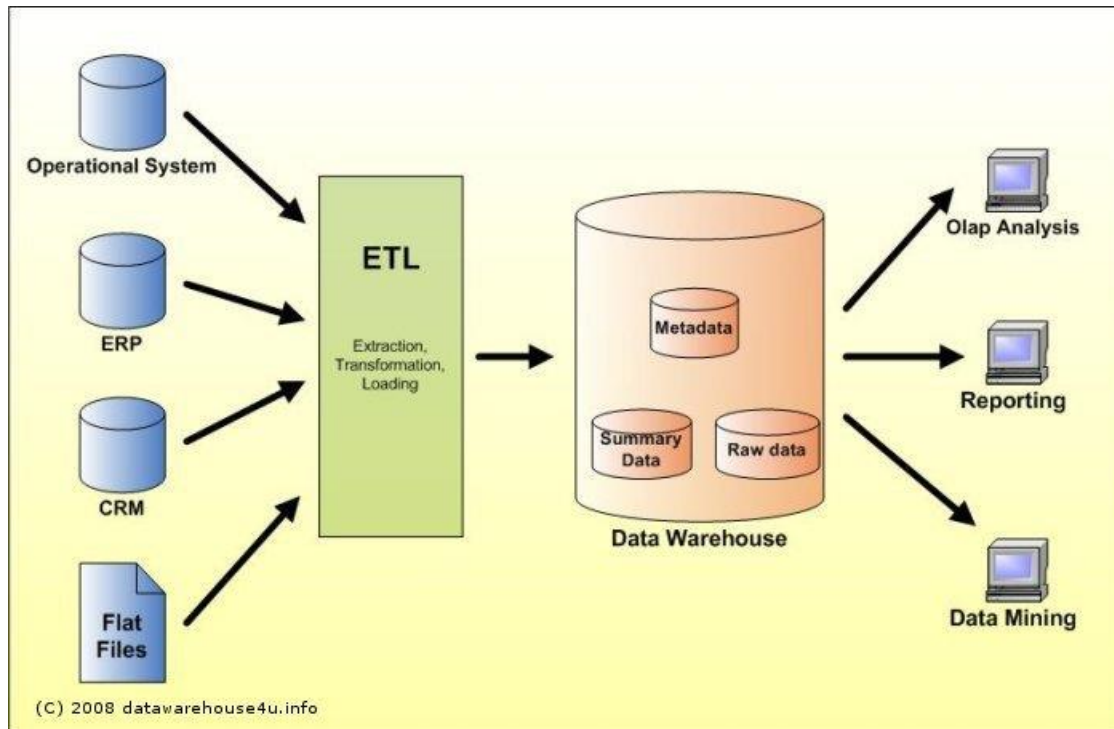 Operational System
ERP
CRM
Flat
Files
ETL
Extraction,
Transformation,
Loading
Metadata
Summary
Data
Raw data
Data Warehouse
Olap Analysis
Reporting
Data Mining
(C) 2008 datawarehouse4u.info